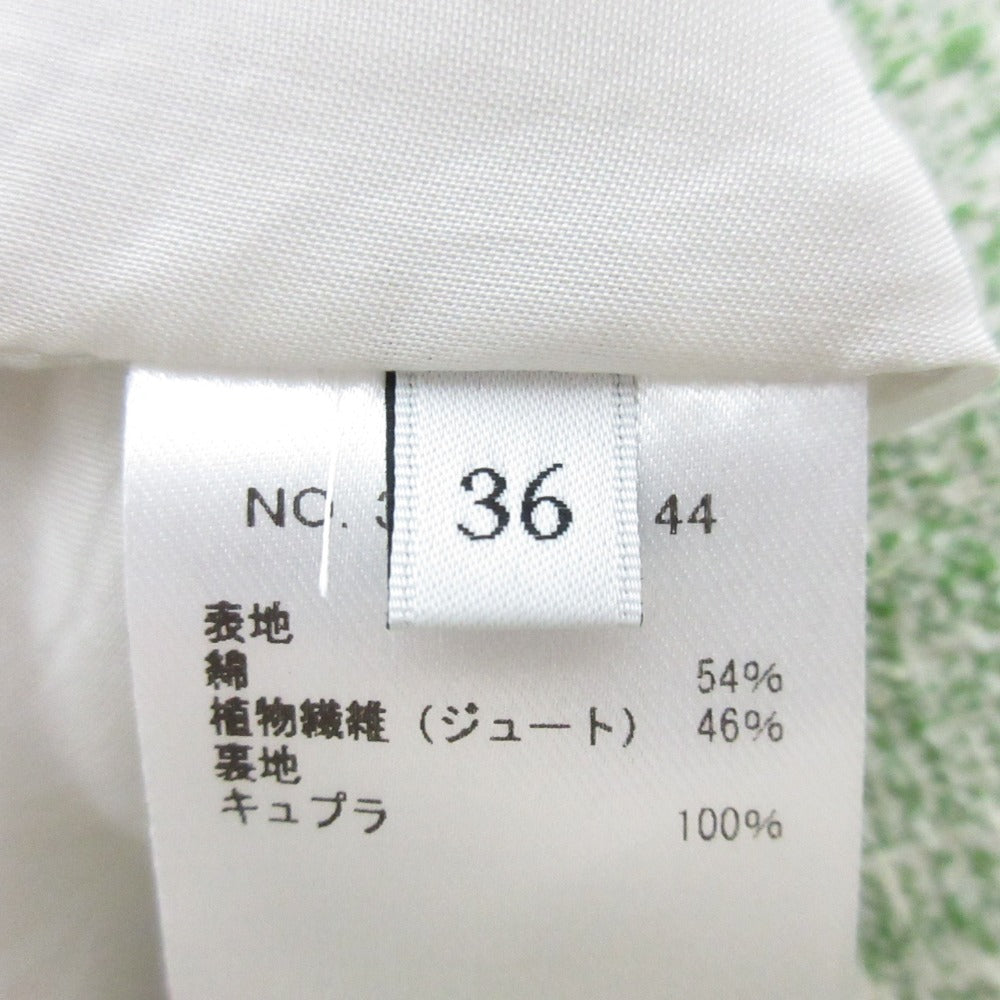 36
NO. 3 44
表地
綿 54%
植物繊維 (ジュート) 46%
裏地
キュプラ 100%